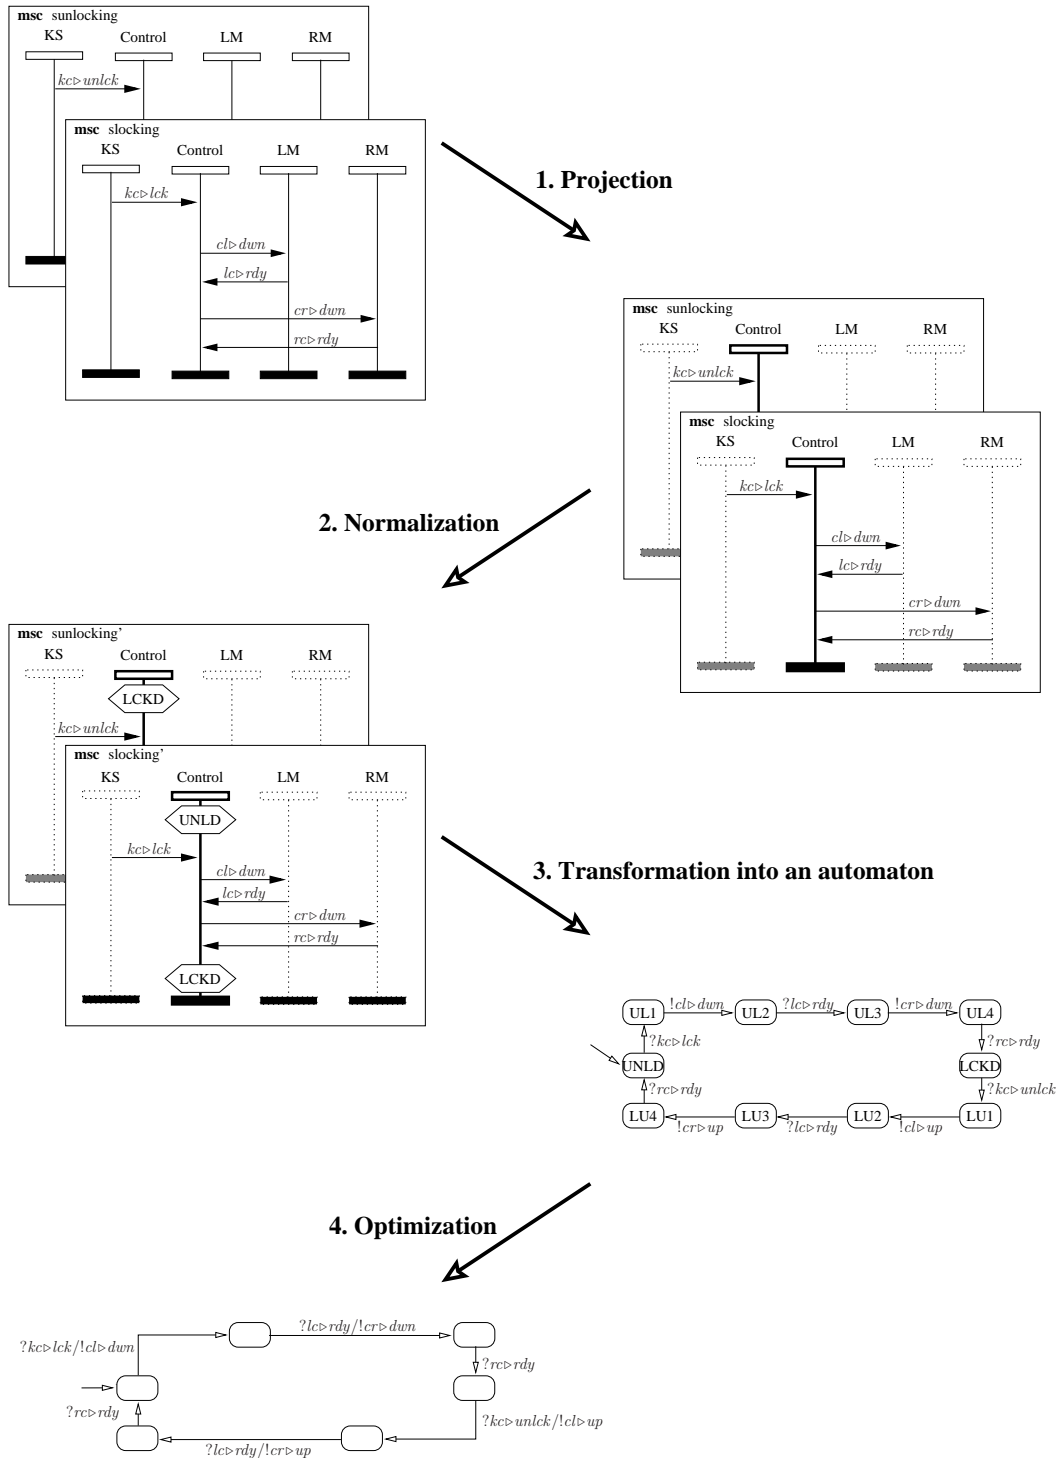 msc sunlocking
KS Control LM RM
kc▷unlck
msc slocking
KS Control LM RM
kc▷lck
cl▷dwn
lc▷rdy
cr▷dwn
rc▷rdy
1. Projection
msc sunlocking
KS Control LM RM
kc▷unlck
msc slocking
KS Control LM RM
kc▷lck
cl▷dwn
lc▷rdy
cr▷dwn
rc▷rdy
2. Normalization
msc sunlocking'
KS Control LM RM
LCKD
kc▷unlck
msc slocking'
KS Control LM RM
UNLD
kc▷lck
cl▷dwn
lc▷rdy
cr▷dwn
rc▷rdy
LCKD
3. Transformation into an automaton
UL1 !cl▷dwn UL2 ?lc▷rdy UL3 !cr▷dwn UL4
?kc▷lck ?rc▷rdy
UNLD LCKD
?rc▷rdy ?kc▷unlck
LU4 !cr▷up LU3 ?lc▷rdy LU2 !cl▷up LU1
4. Optimization
?lc▷rdy/!cr▷dwn
?kc▷lck/!cl▷dwn
?rc▷rdy
?rc▷rdy
?kc▷unlck/!cl▷up
?lc▷rdy/!cr▷up